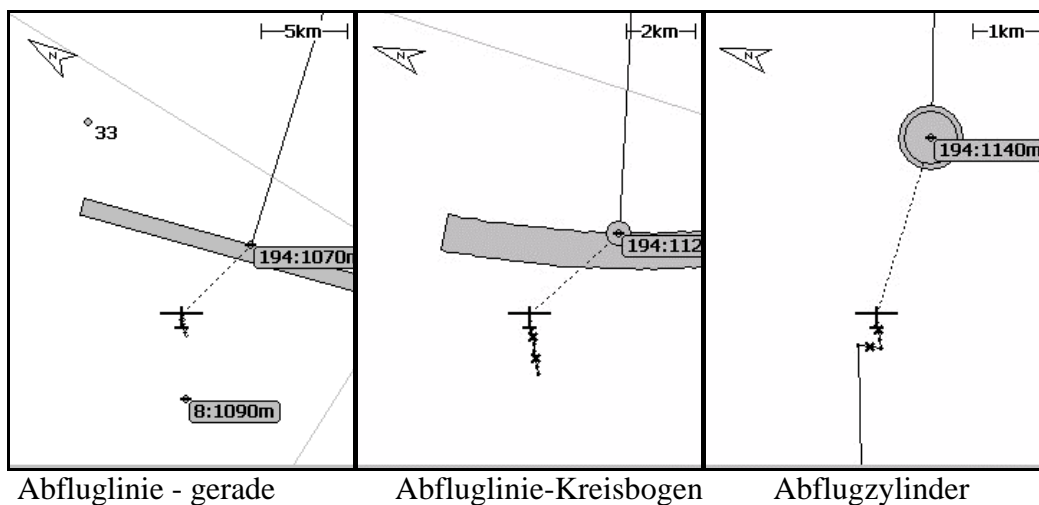 5km
N
33
194:1070m
8:1090m
2km
N
194:112
1km
N
194:1140m
Abfluglinie - gerade
Abfluglinie-Kreisbogen
Abflugzylinder